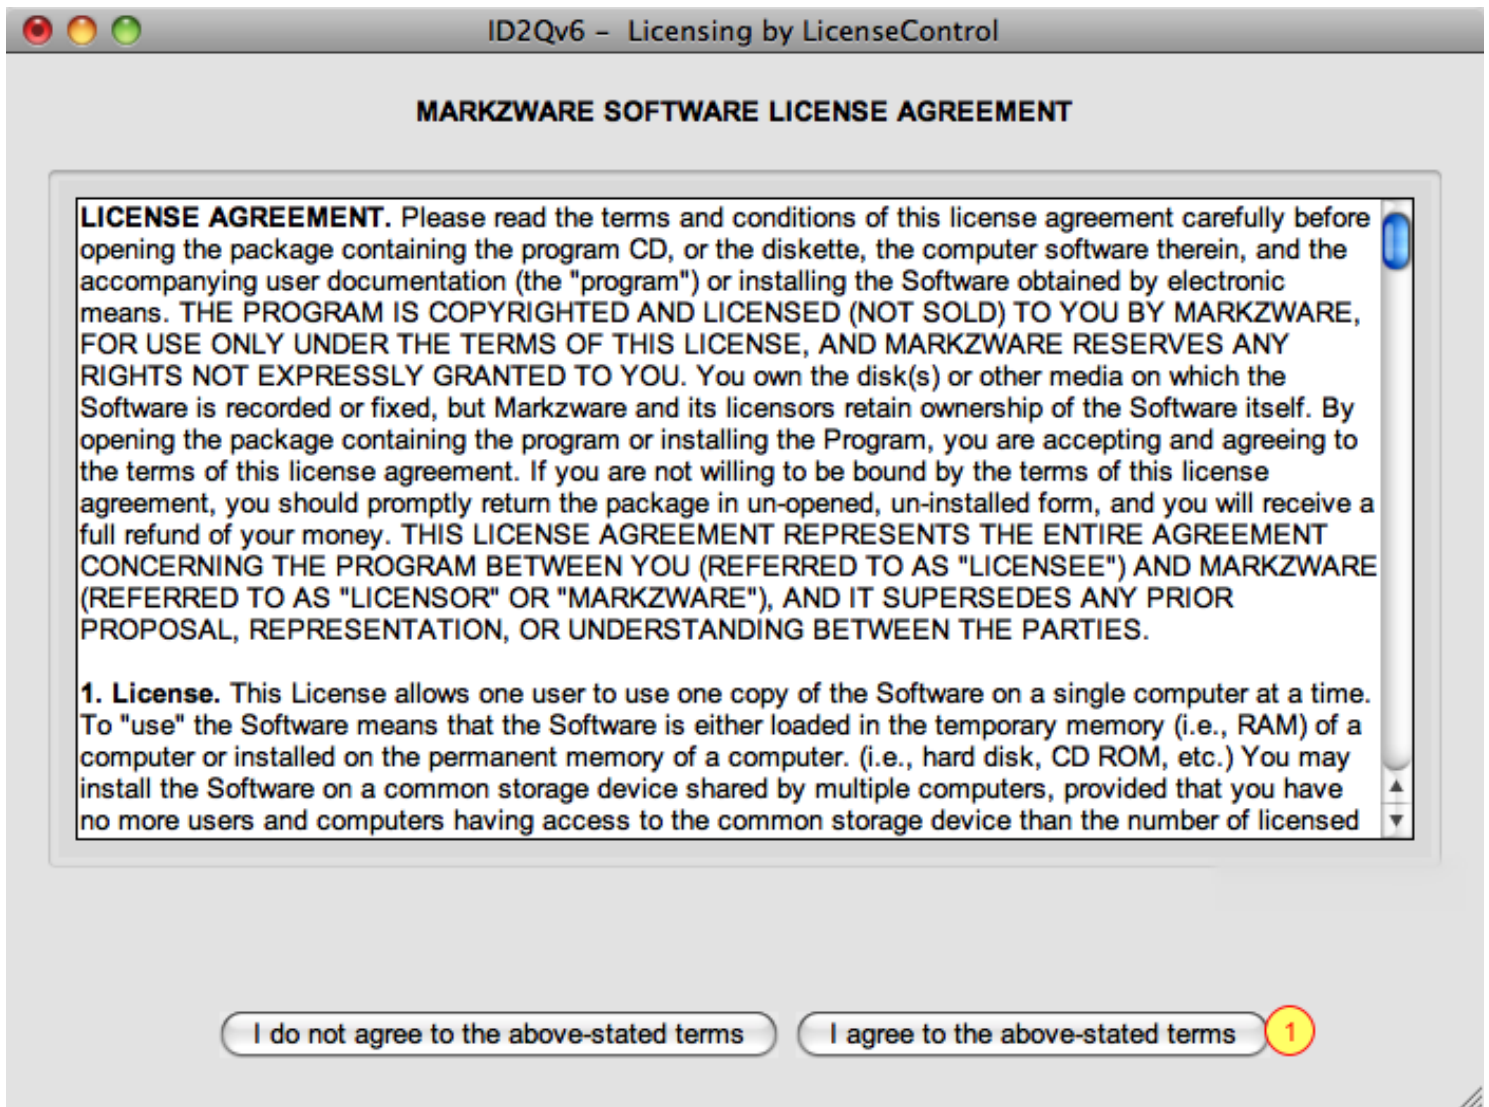 ID2Qv6 – Licensing by LicenseControl
MARKZWARE SOFTWARE LICENSE AGREEMENT
LICENSE AGREEMENT. Please read the terms and conditions of this license agreement carefully before
opening the package containing the program CD, or the diskette, the computer software therein, and the
accompanying user documentation (the "program") or installing the Software obtained by electronic
means. THE PROGRAM IS COPYRIGHTED AND LICENSED (NOT SOLD) TO YOU BY MARKZWARE,
FOR USE ONLY UNDER THE TERMS OF THIS LICENSE, AND MARKZWARE RESERVES ANY
RIGHTS NOT EXPRESSLY GRANTED TO YOU. You own the disk(s) or other media on which the
Software is recorded or fixed, but Markzware and its licensors retain ownership of the Software itself. By
opening the package containing the program or installing the Program, you are accepting and agreeing to
the terms of this license agreement. If you are not willing to be bound by the terms of this license
agreement, you should promptly return the package in un-opened, un-installed form, and you will receive a
full refund of your money. THIS LICENSE AGREEMENT REPRESENTS THE ENTIRE AGREEMENT
CONCERNING THE PROGRAM BETWEEN YOU (REFERRED TO AS "LICENSEE") AND MARKZWARE
(REFERRED TO AS "LICENSOR" OR "MARKZWARE"), AND IT SUPERSEDES ANY PRIOR
PROPOSAL, REPRESENTATION, OR UNDERSTANDING BETWEEN THE PARTIES.
1. License. This License allows one user to use one copy of the Software on a single computer at a time.
To "use" the Software means that the Software is either loaded in the temporary memory (i.e., RAM) of a
computer or installed on the permanent memory of a computer. (i.e., hard disk, CD ROM, etc.) You may
install the Software on a common storage device shared by multiple computers, provided that you have
no more users and computers having access to the common storage device than the number of licensed
I do not agree to the above-stated terms
I agree to the above-stated terms
1